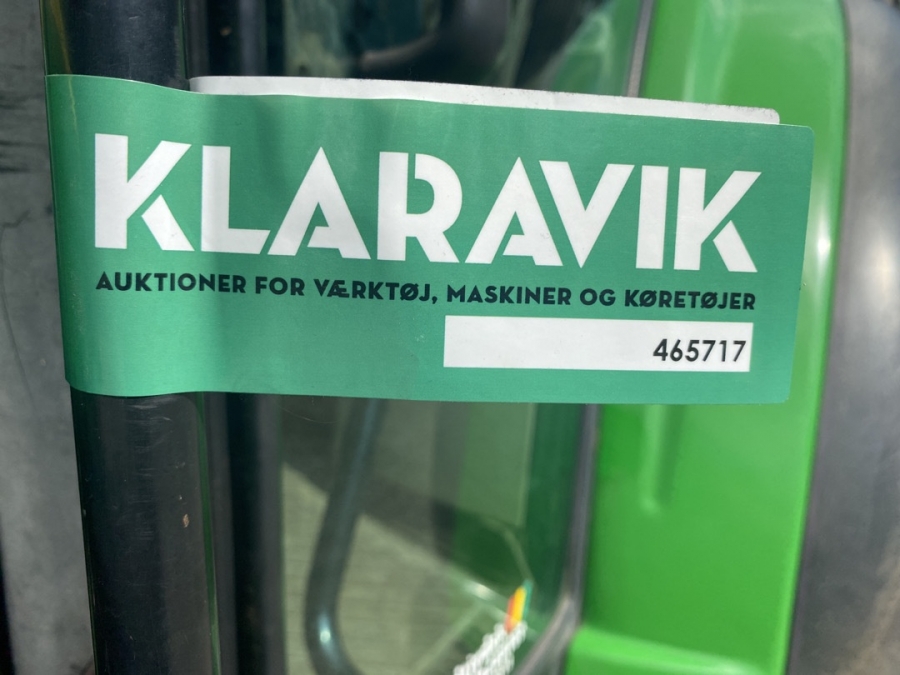 KLARAVIK
AUKTIONER FOR VÆRKTØJ, MASKINER OG KØRETØJER
465717